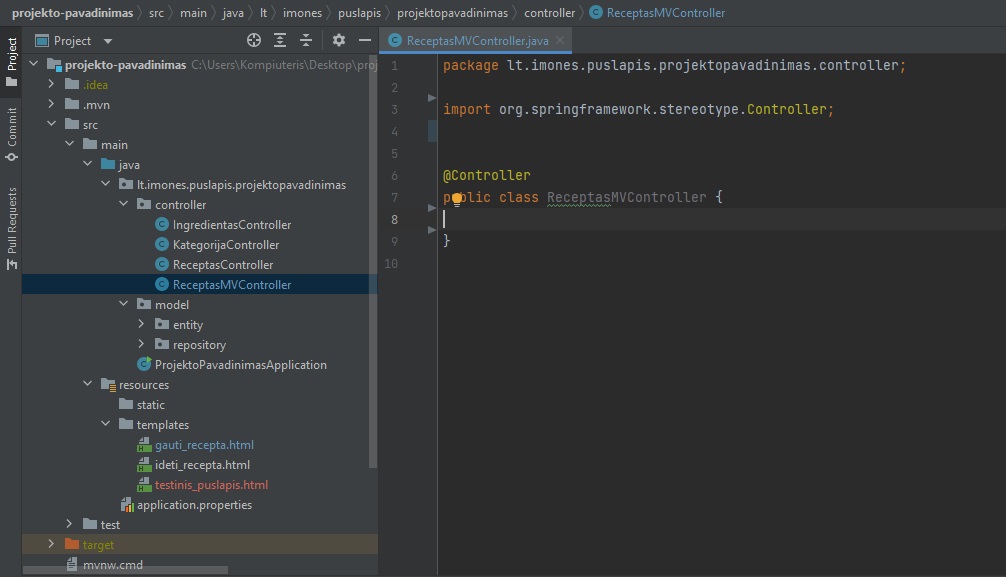 projekto-pavadinimas src main java lt imones puslapis projektopavadinimas controller ReceptasMVController
Project
Commit
Pull Requests
Project
projekto-pavadinimas C:\Users\Kompiuteris\Desktop\proj
.idea
.mvn
src
main
java
lt.imones.puslapis.projektopavadinimas
controller
IngredientasController
KategorijaController
ReceptasController
ReceptasMVController
model
entity
repository
ProjektoPavadinimasApplication
resources
static
templates
gauti_recepta.html
ideti_recepta.html
testinis_puslapis.html
application.properties
test
target
mvnw.cmd
ReceptasMVController.java
1 package lt.imones.puslapis.projektopavadinimas.controller;
2
3 import org.springframework.stereotype.Controller;
4
5
6 @Controller
7 public class ReceptasMVController {
8
9 }
10